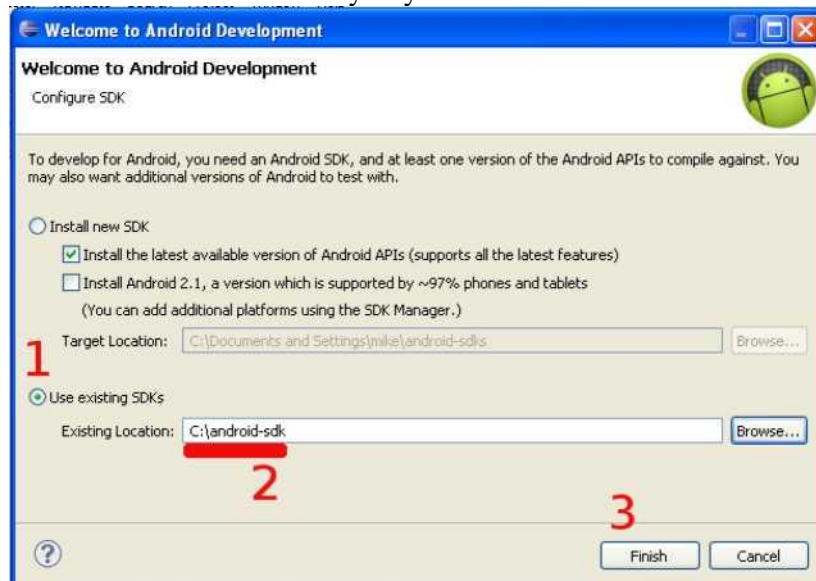 Welcome to Android Development
Welcome to Android Development
Configure SDK
To develop for Android, you need an Android SDK, and at least one version of the Android APIs to compile against. You
may also want additional versions of Android to test with.
Install new SDK
Install the latest available version of Android APIs (supports all the latest features)
Install Android 2.1, a version which is supported by ~97% phones and tablets
(You can add additional platforms using the SDK Manager.)
Target Location: C:\Documents and Settings\mike\android-sdks Browse...
1
Use existing SDKs
Existing Location: C:\android-sdk Browse...
2
3
? Finish Cancel